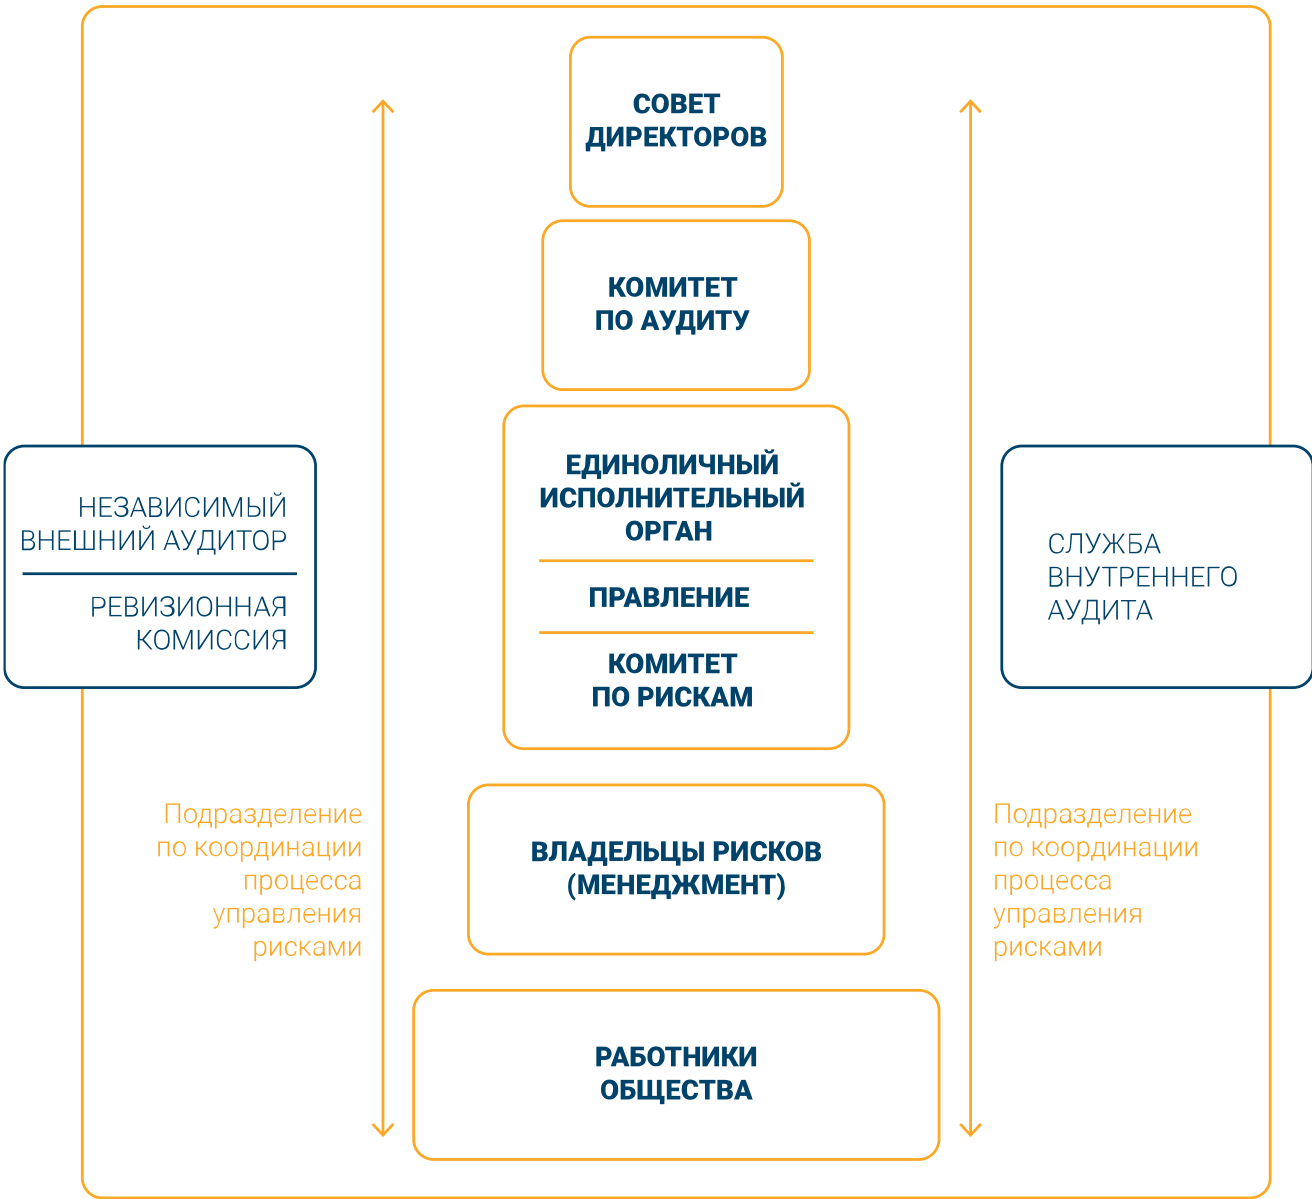 СОВЕТ
ДИРЕКТОРОВ
КОМИТЕТ
ПО АУДИТУ
ЕДИНОЛИЧНЫЙ
ИСПОЛНИТЕЛЬНЫЙ
ОРГАН
ПРАВЛЕНИЕ
КОМИТЕТ
ПО РИСКАМ
НЕЗАВИСИМЫЙ
ВНЕШНИЙ АУДИТОР
РЕВИЗИОННАЯ
КОМИССИЯ
СЛУЖБА
ВНУТРЕННЕГО
АУДИТА
Подразделение
по координации
процесса
управления
рисками
ВЛАДЕЛЬЦЫ РИСКОВ
(МЕНЕДЖМЕНТ)
Подразделение
по координации
процесса
управления
рисками
РАБОТНИКИ
ОБЩЕСТВА